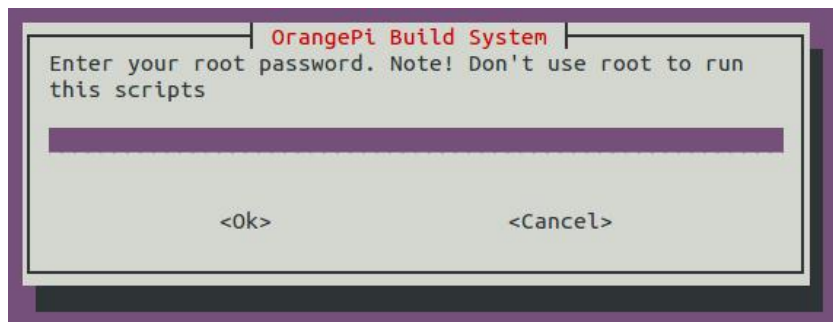 OrangePi Build System
Enter your root password. Note! Don't use root to run
this scripts
<Ok>
<Cancel>